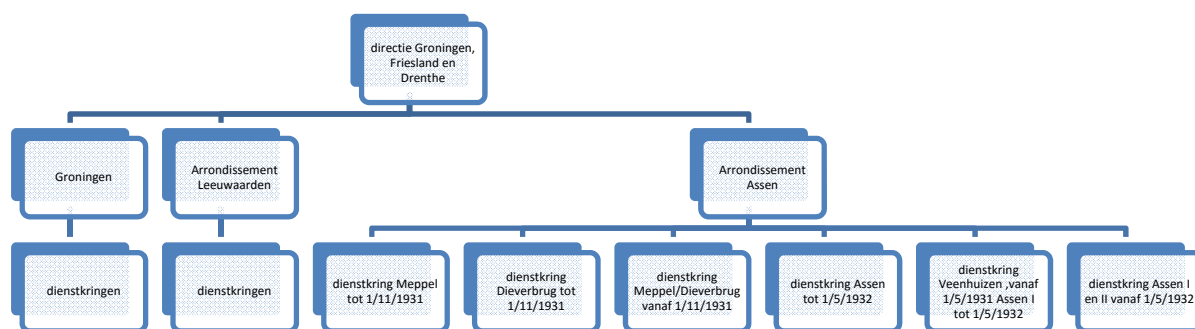 directie Groningen,
Friesland en
Drenthe
Groningen
Arrondissement
Leeuwaarden
Arrondissement
Assen
dienstkringen
dienstkringen
dienstkring Meppel
tot 1/11/1931
dienstkring
Dieverbrug tot
1/11/1931
dienstkring
Meppel/Dieverbrug
vanaf 1/11/1931
dienstkring Assen
tot 1/5/1932
dienstkring
Veenhuizen ,vanaf
1/5/1931 Assen I
tot 1/5/1932
dienstkring Assen I
en II vanaf 1/5/1932